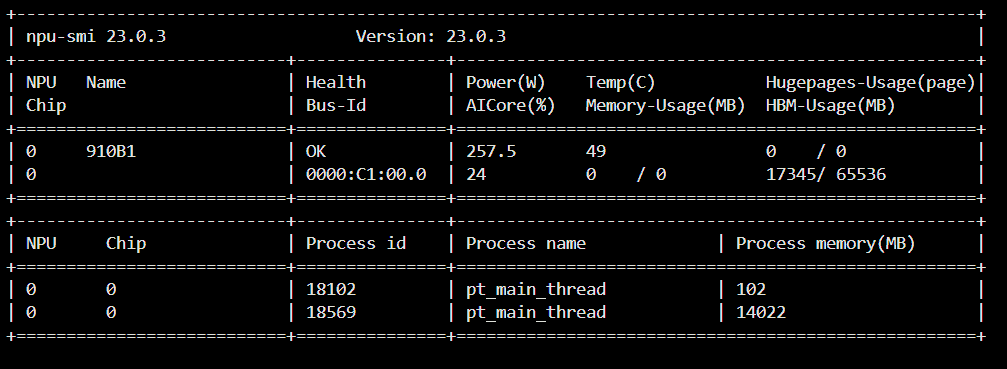 +------------------------------------------------------------------------------------------------+
| npu-smi 23.0.3                   Version: 23.0.3                                               |
+---------------------------+---------------+----------------------------------------------------+
| NPU   Name                | Health        | Power(W)    Temp(C)           Hugepages-Usage(page)|
| Chip                      | Bus-Id        | AICore(%)   Memory-Usage(MB)  HBM-Usage(MB)        |
+===========================+===============+====================================================+
| 0     910B1               | OK            | 257.5       49                0    / 0             |
| 0                         | 0000:C1:00.0  | 24          0    / 0          17345/ 65536         |
+===========================+===============+====================================================+
+---------------------------+---------------+----------------------------------------------------+
| NPU     Chip              | Process id    | Process name             | Process memory(MB)      |
+===========================+===============+====================================================+
| 0       0                 | 18102         | pt_main_thread           | 102                     |
| 0       0                 | 18569         | pt_main_thread           | 14022                   |
+===========================+===============+====================================================+